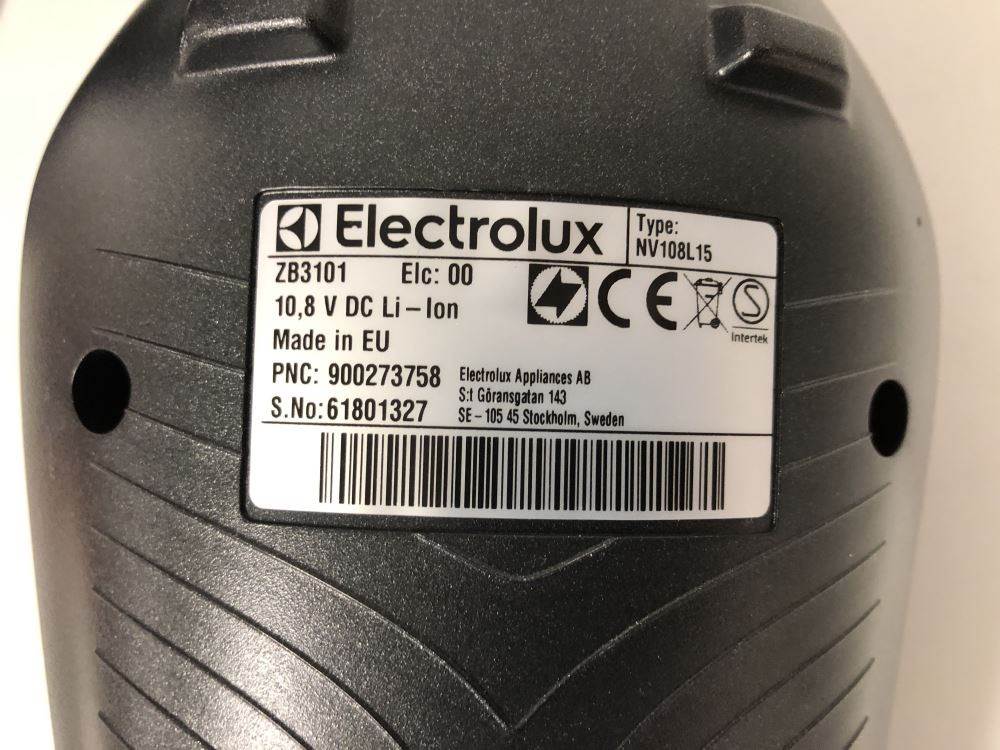 Electrolux
Type:
NV108L15
ZB3101 Elc: 00
10,8 V DC Li-Ion
Made in EU
CE
S
Intertek
PNC: 900273758
S.No:61801327
Electrolux Appliances AB
S:t Göransgatan 143
SE-105 45 Stockholm, Sweden